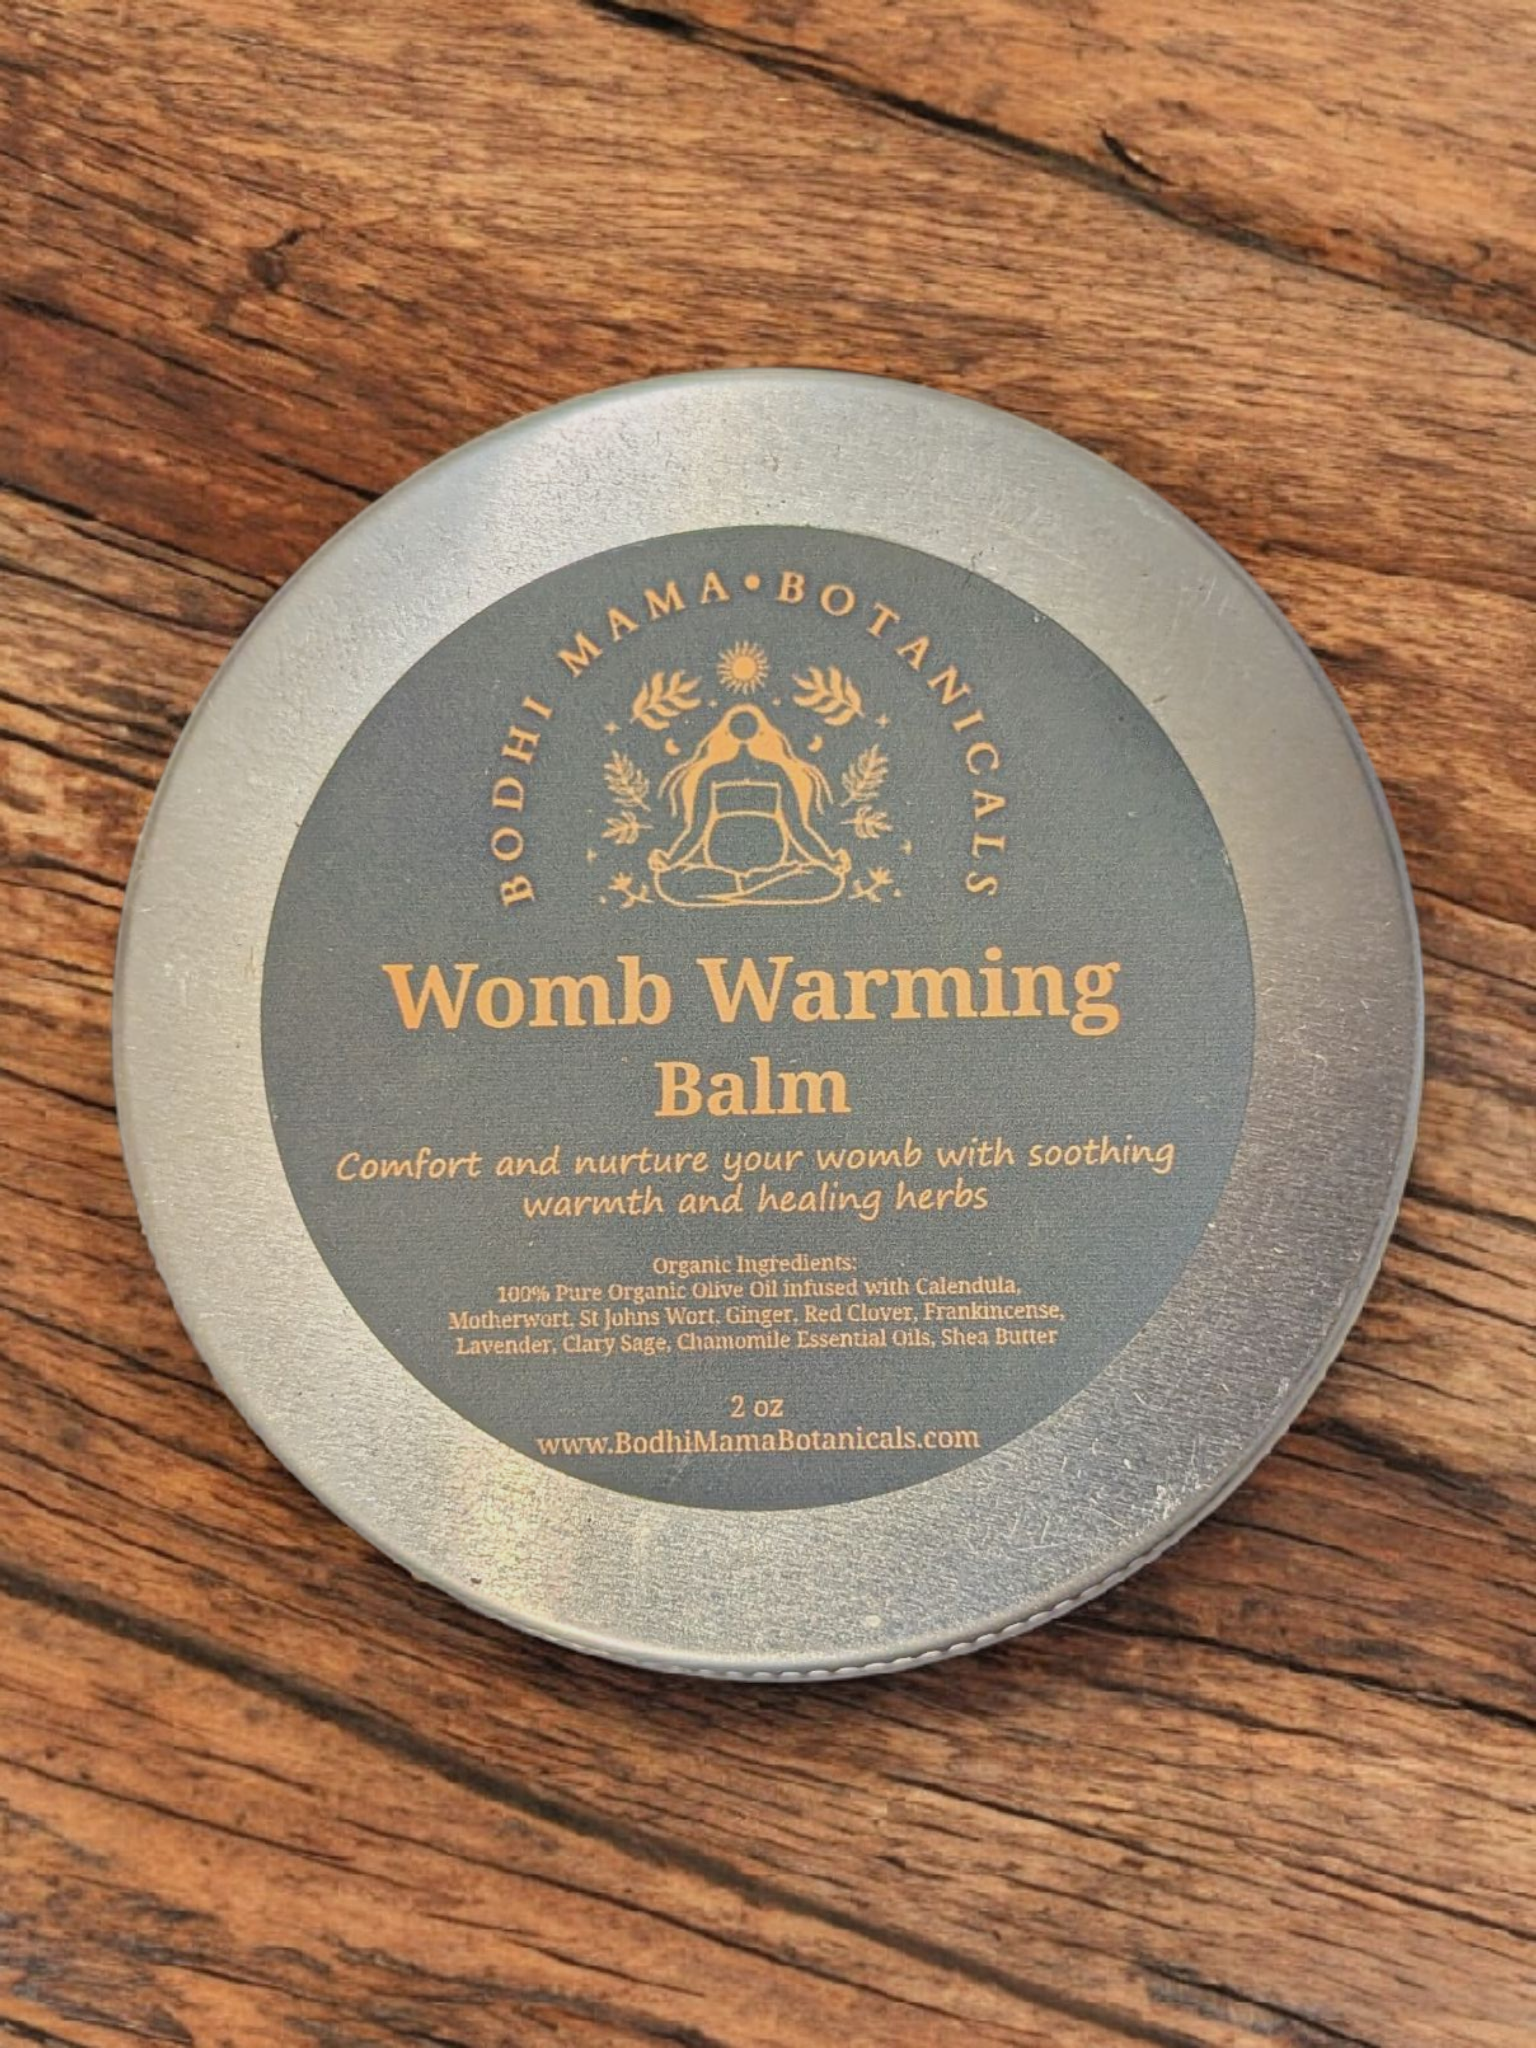 BODHI MAMA • BOTANICALS
Womb Warming
Balm
Comfort and nurture your womb with soothing
warmth and healing herbs
Organic Ingredients:
100% Pure Organic Olive Oil infused with Calendula,
Motherwort, St Johns Wort, Ginger, Red Clover, Frankincense,
Lavender, Clary Sage, Chamomile Essential Oils, Shea Butter
2 oz
www.BodhiMamaBotanicals.com